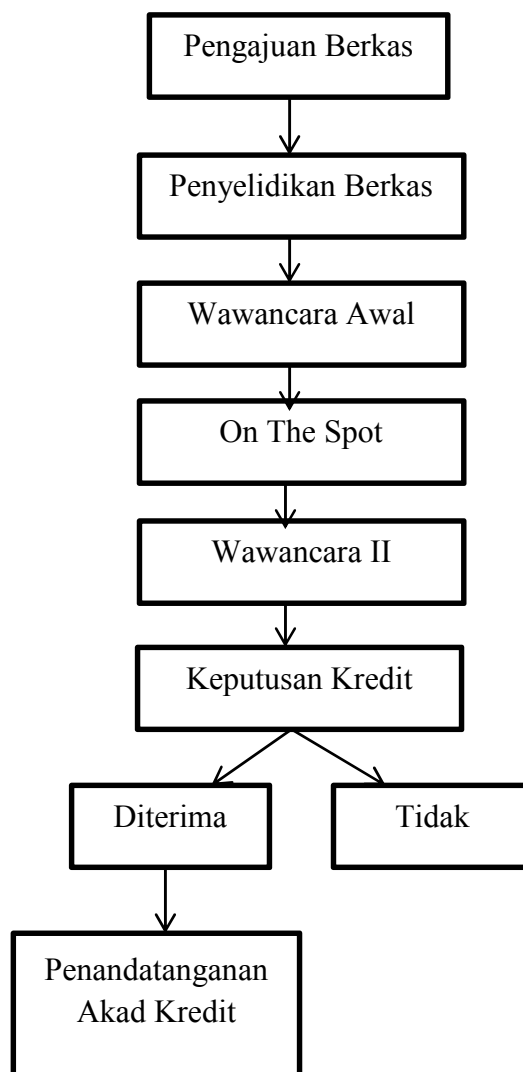 Pengajuan Berkas
Penyelidikan Berkas
Wawancara Awal
On The Spot
Wawancara II
Keputusan Kredit
Diterima
Tidak
Penandatanganan
Akad Kredit